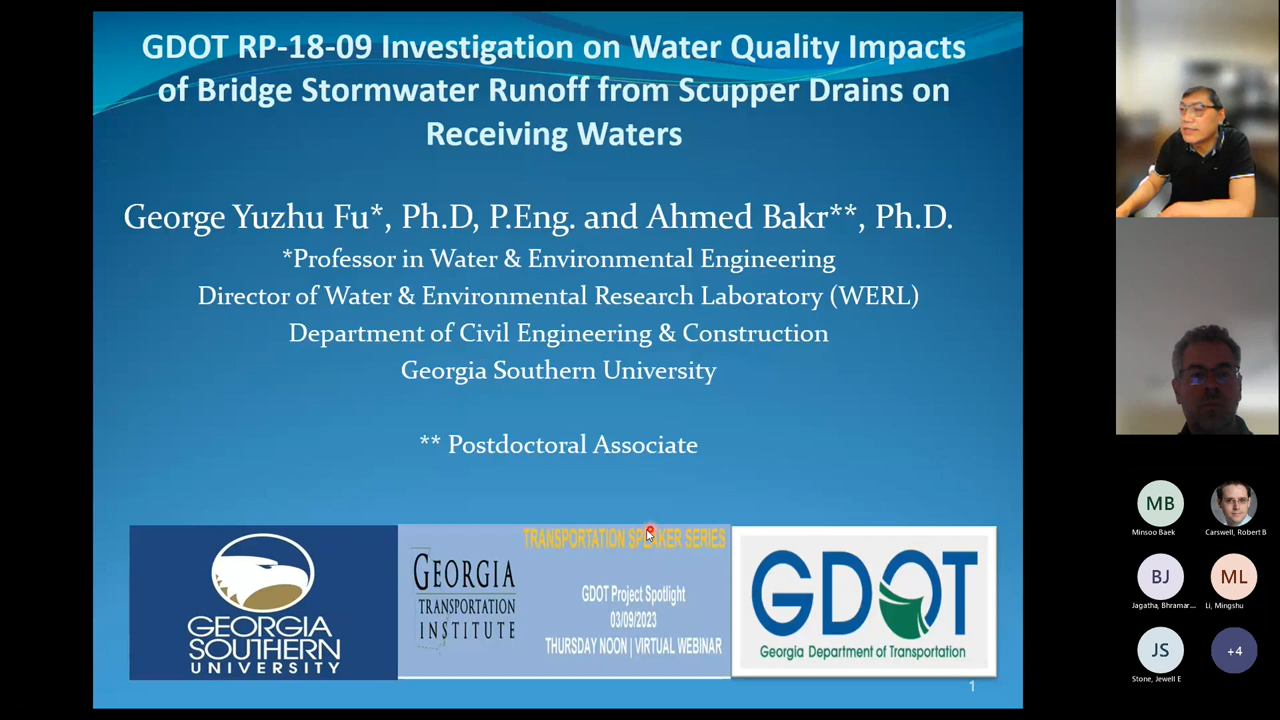 GDOT RP-18-09 Investigation on Water Quality Impacts
of Bridge Stormwater Runoff from Scupper Drains on
Receiving Waters
George Yuzhu Fu*, Ph.D, P.Eng. and Ahmed Bakr**, Ph.D.
*Professor in Water & Environmental Engineering
Director of Water & Environmental Research Laboratory (WERL)
Department of Civil Engineering & Construction
Georgia Southern University
** Postdoctoral Associate
GEORGIA
SOUTHERN
UNIVERSITY
GEORGIA
TRANSPORTATION
INSTITUTE
TRANSPORTATION SPEAKER SERIES
GDOT Project Spotlight
03/09/2023
THURSDAY NOON | VIRTUAL WEBINAR
GDOT
Georgia Department of Transportation
1
MB
Minsoo Baek
Carswell, Robert B
BJ
Jagatha, Bhramar...
ML
Li, Mingshu
JS
Stone, Jewell E
+4